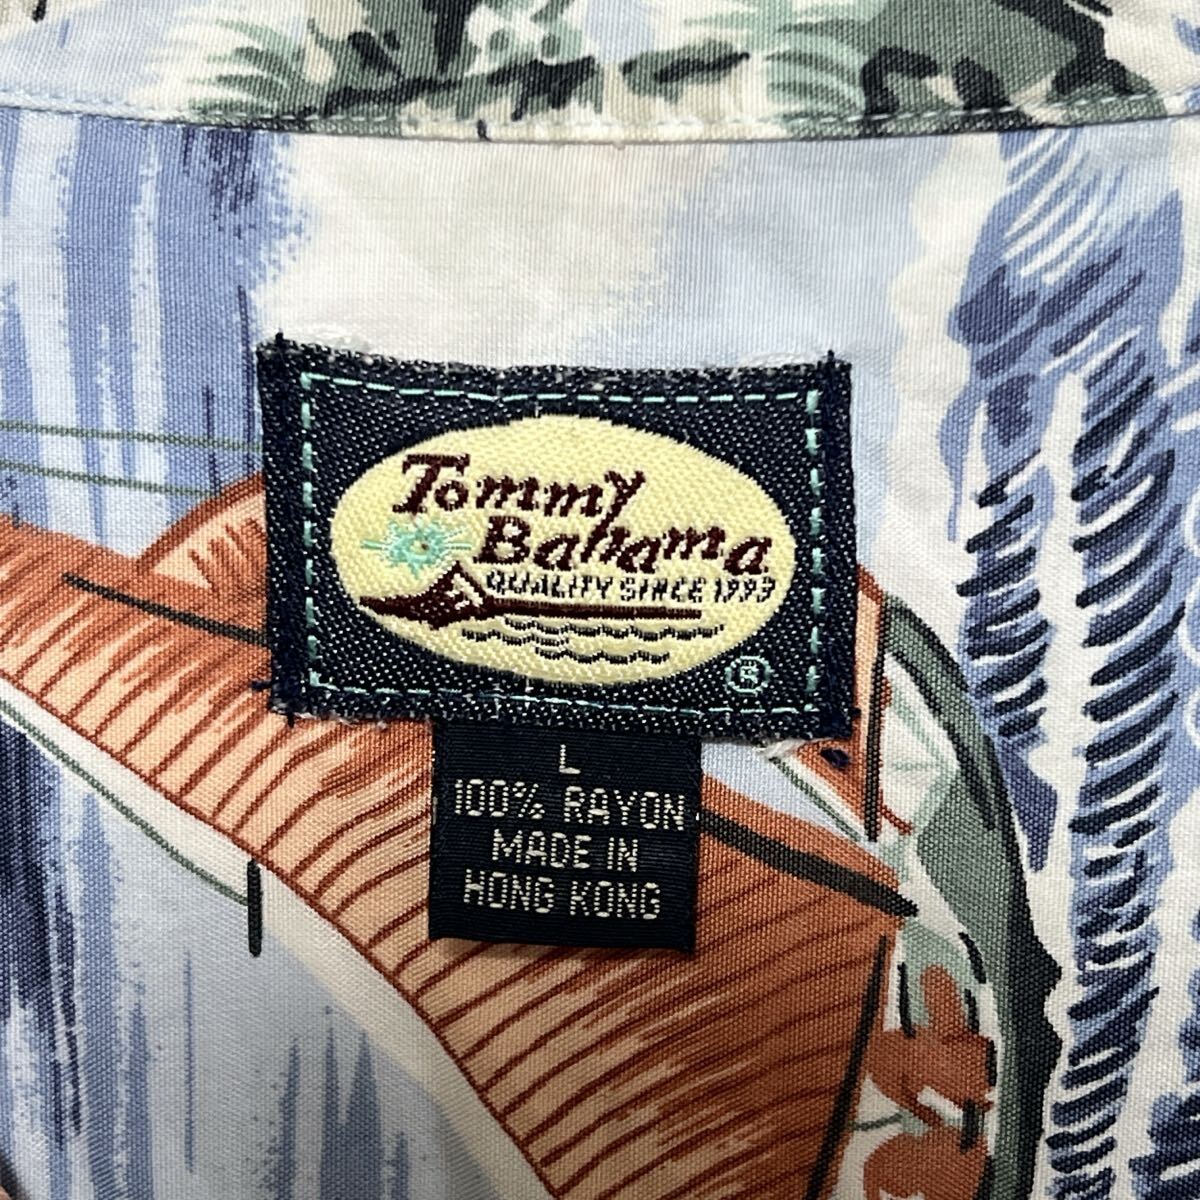 Tommy
Bahama
QUALITY SINCE 1993
®
L
100% RAYON
MADE IN
HONG KONG